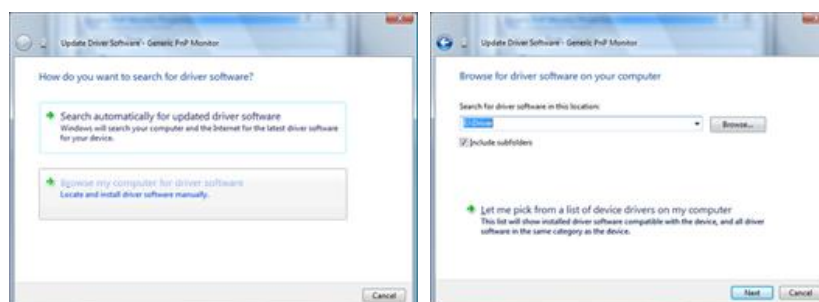 Update Driver Software - Generic PnP Monitor
How do you want to search for driver software?
Search automatically for updated driver software
Windows will search your computer and the Internet for the latest driver software
for your device.
Browse my computer for driver software
Locate and install driver software manually.
Cancel
Update Driver Software - Generic PnP Monitor
Browse for driver software on your computer
Search for driver software in this location:
Browse...
Include subfolders
Let me pick from a list of device drivers on my computer
This list will show installed driver software compatible with the device, and all driver
software in the same category as the device.
Next
Cancel